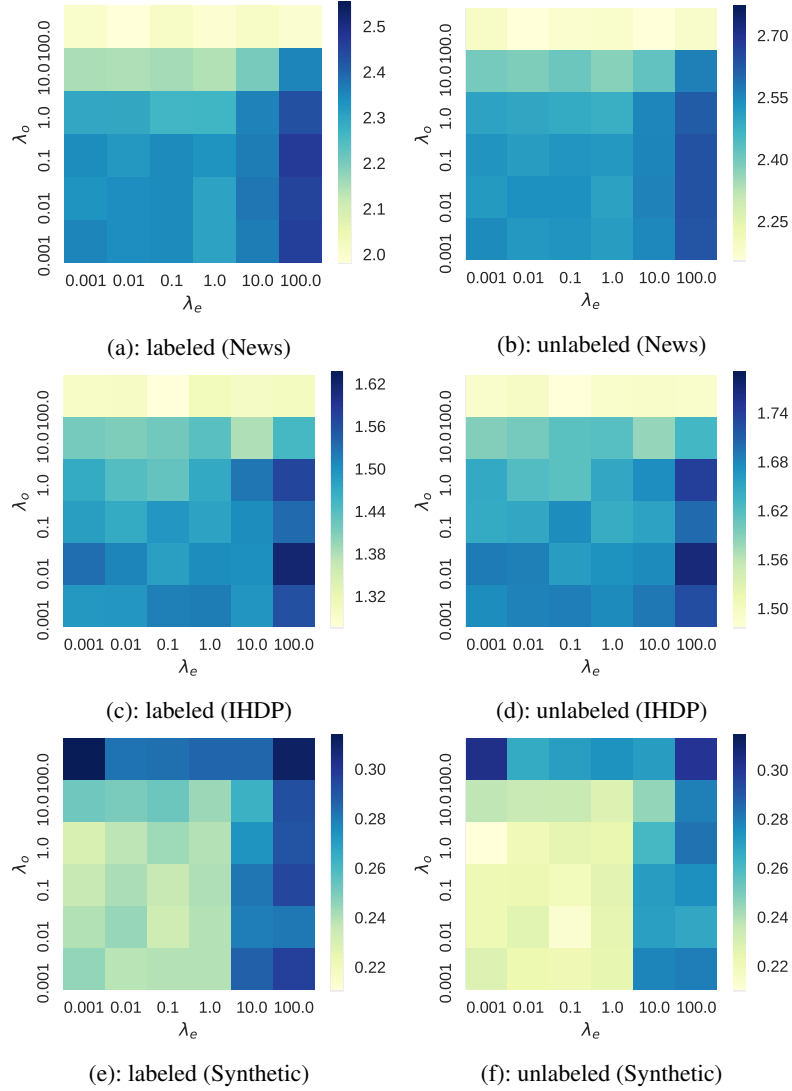 100.0
10.0
1.0
0.1
0.01
0.001
λo
0.001 0.01 0.1 1.0 10.0 100.0
λe
2.5
2.4
2.3
2.2
2.1
2.0
(a): labeled (News)
100.0
10.0
1.0
0.1
0.01
0.001
λo
0.001 0.01 0.1 1.0 10.0 100.0
λe
2.70
2.55
2.40
2.25
(b): unlabeled (News)
100.0
10.0
1.0
0.1
0.01
0.001
λo
0.001 0.01 0.1 1.0 10.0 100.0
λe
1.62
1.56
1.50
1.44
1.38
1.32
(c): labeled (IHDP)
100.0
10.0
1.0
0.1
0.01
0.001
λo
0.001 0.01 0.1 1.0 10.0 100.0
λe
1.74
1.68
1.62
1.56
1.50
(d): unlabeled (IHDP)
100.0
10.0
1.0
0.1
0.01
0.001
λo
0.001 0.01 0.1 1.0 10.0 100.0
λe
0.30
0.28
0.26
0.24
0.22
(e): labeled (Synthetic)
100.0
10.0
1.0
0.1
0.01
0.001
λo
0.001 0.01 0.1 1.0 10.0 100.0
λe
0.30
0.28
0.26
0.24
0.22
(f): unlabeled (Synthetic)